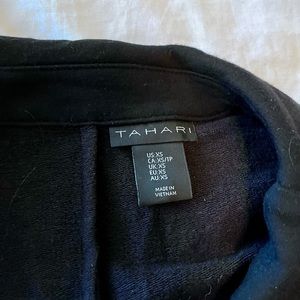 TAHARI
US:XS
CA:XS/TP
UK:XS
EU:XS
AU:XS
MADE IN
VIETNAM